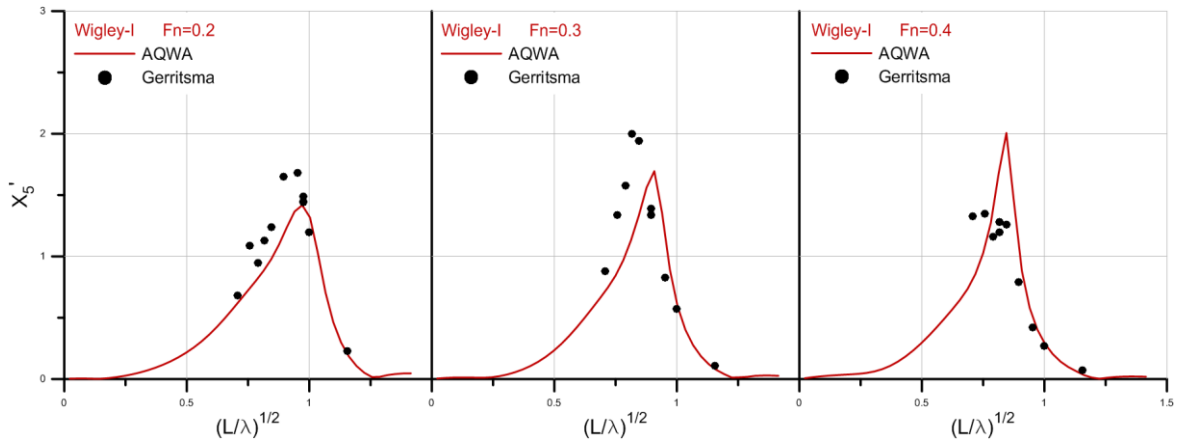 Wigley-I Fn=0.2
AQWA
Gerritsma
Wigley-I Fn=0.3
AQWA
Gerritsma
Wigley-I Fn=0.4
AQWA
Gerritsma
3
2
1
0
X₅'
0 0.5 1
0 0.5 1
0 0.5 1 1.5
(L/λ)^1/2
(L/λ)^1/2
(L/λ)^1/2